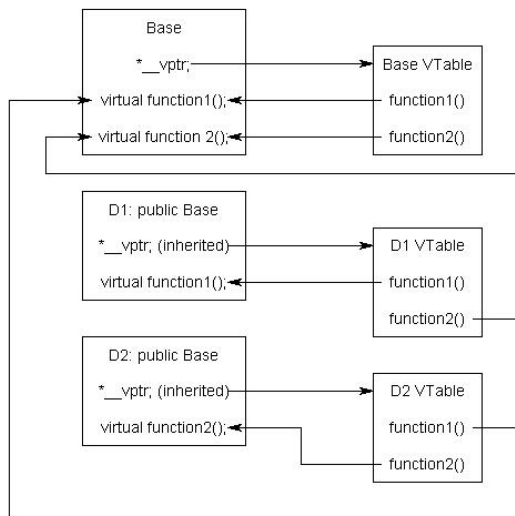 Base
*__vptr;
virtual function1();
virtual function 2();
Base VTable
function1()
function2()
D1: public Base
*__vptr; (inherited)
virtual function1();
D1 VTable
function1()
function2()
D2: public Base
*__vptr; (inherited)
virtual function2();
D2 VTable
function1()
function2()